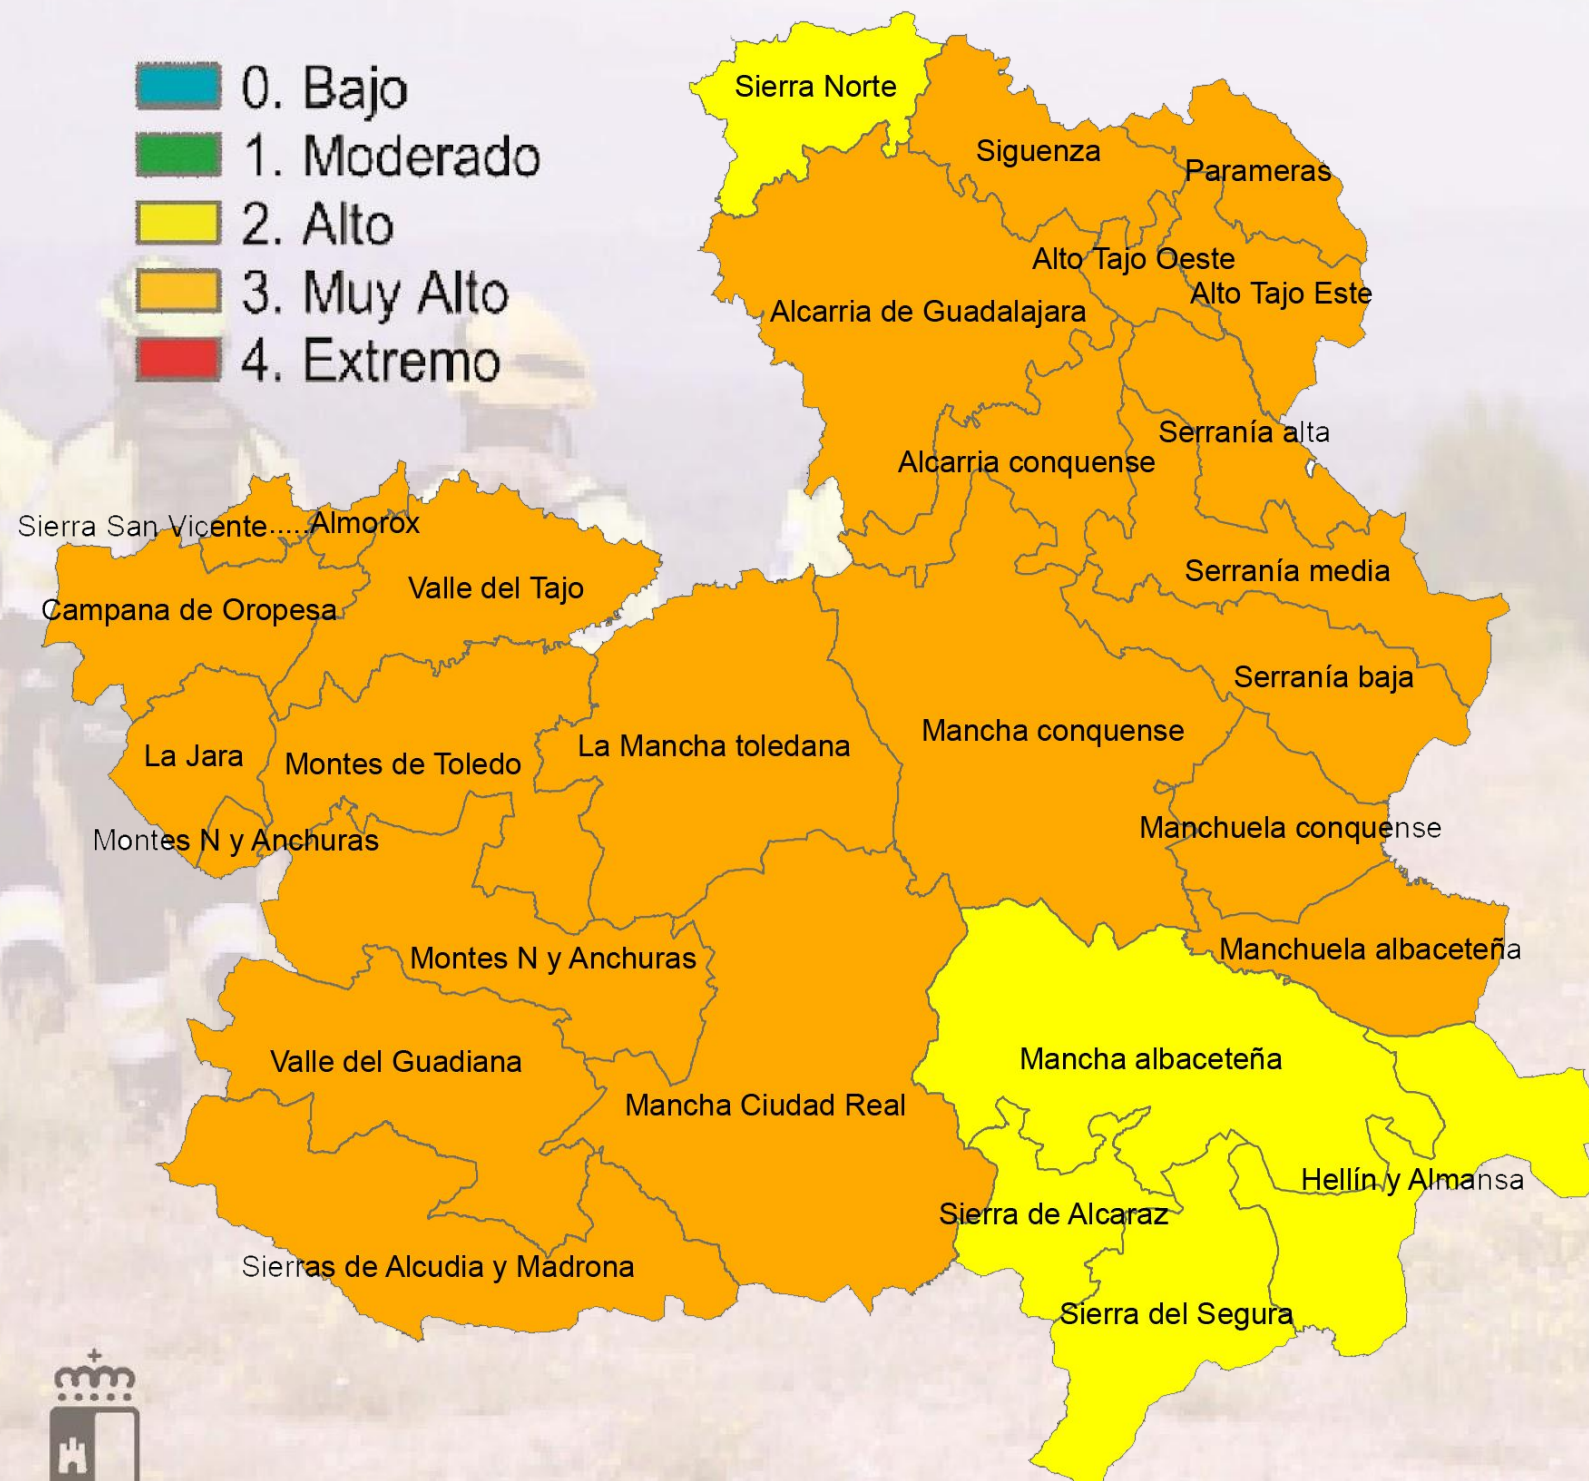 0. Bajo
1. Moderado
2. Alto
3. Muy Alto
4. Extremo
Sierra Norte
Siguenza
Parameras
Alto Tajo Oeste
Alto Tajo Este
Alcarria de Guadalajara
Serranía alta
Alcarria conquense
Sierra San Vicente.....Almorox
Serranía media
Valle del Tajo
Campana de Oropesa
Serranía baja
Mancha conquense
La Mancha toledana
La Jara
Montes de Toledo
Manchuela conquense
Montes N y Anchuras
Manchuela albaceteña
Montes N y Anchuras
Valle del Guadiana
Mancha albaceteña
Mancha Ciudad Real
Hellín y Almansa
Sierra de Alcaraz
Sierras de Alcudia y Madrona
Sierra del Segura